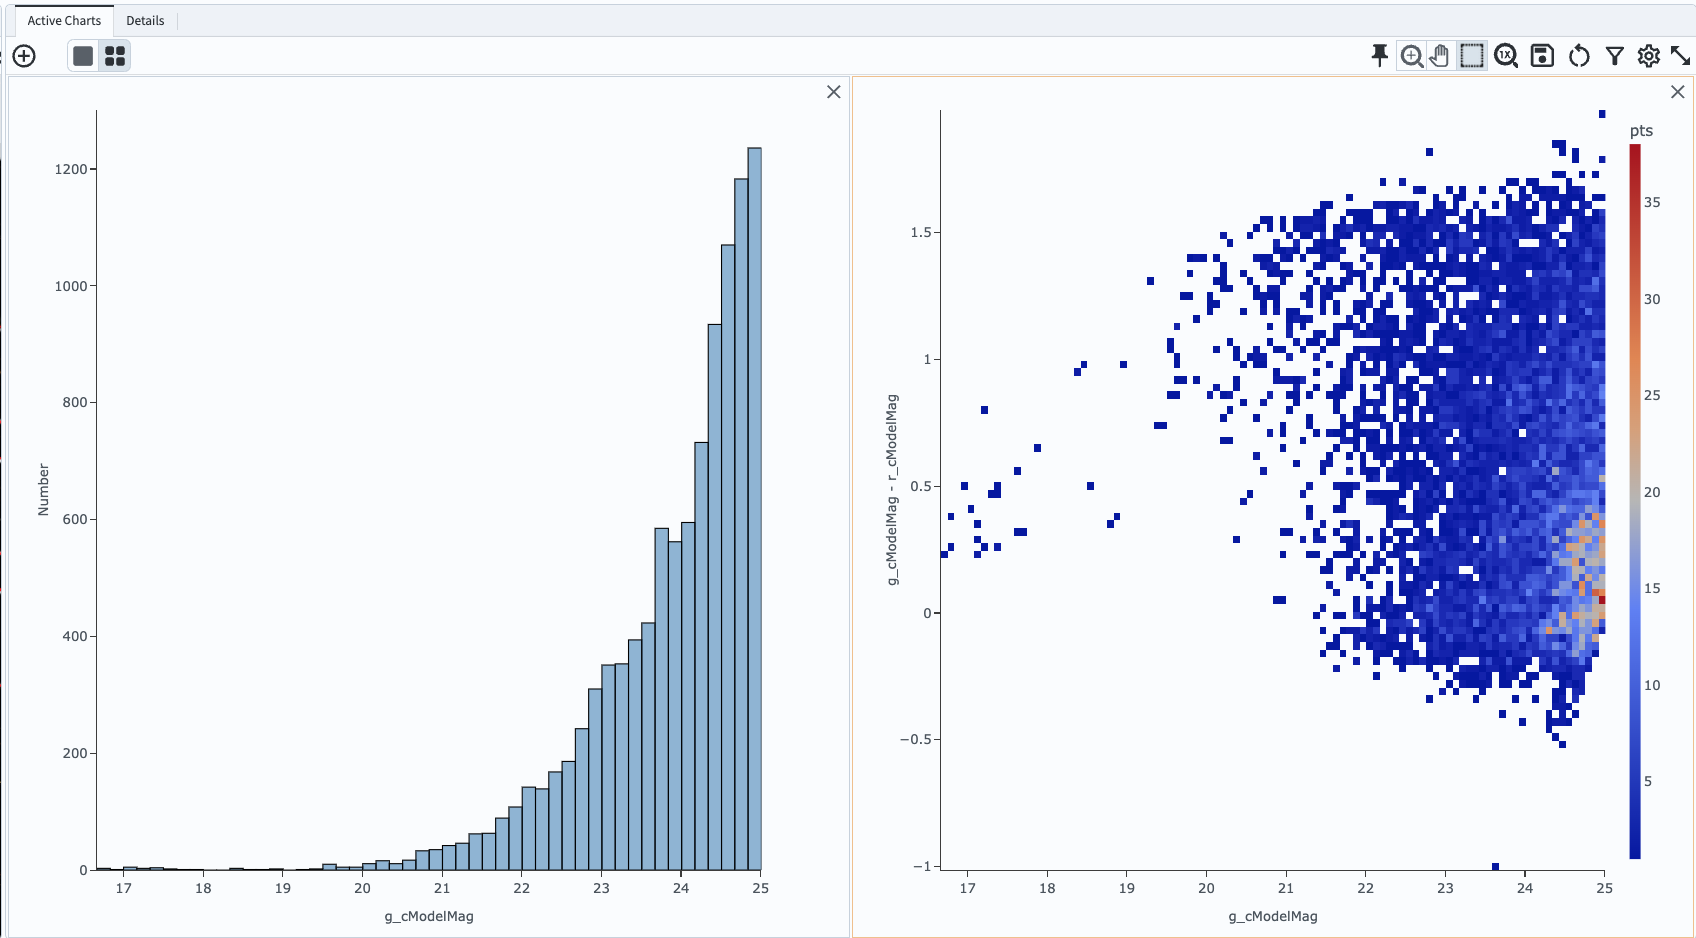 Active Charts
Details
1X
1200
1000
800
600
400
200
0
Number
17 18 19 20 21 22 23 24 25
g_cModelMag
1.5
1
0.5
0
−0.5
−1
g_cModelMag - r_cModelMag
17 18 19 20 21 22 23 24 25
g_cModelMag
pts
35
30
25
20
15
10
5